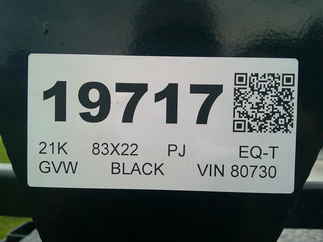 19717
21K 83X22 PJ EQ-T
GVW BLACK VIN 80730